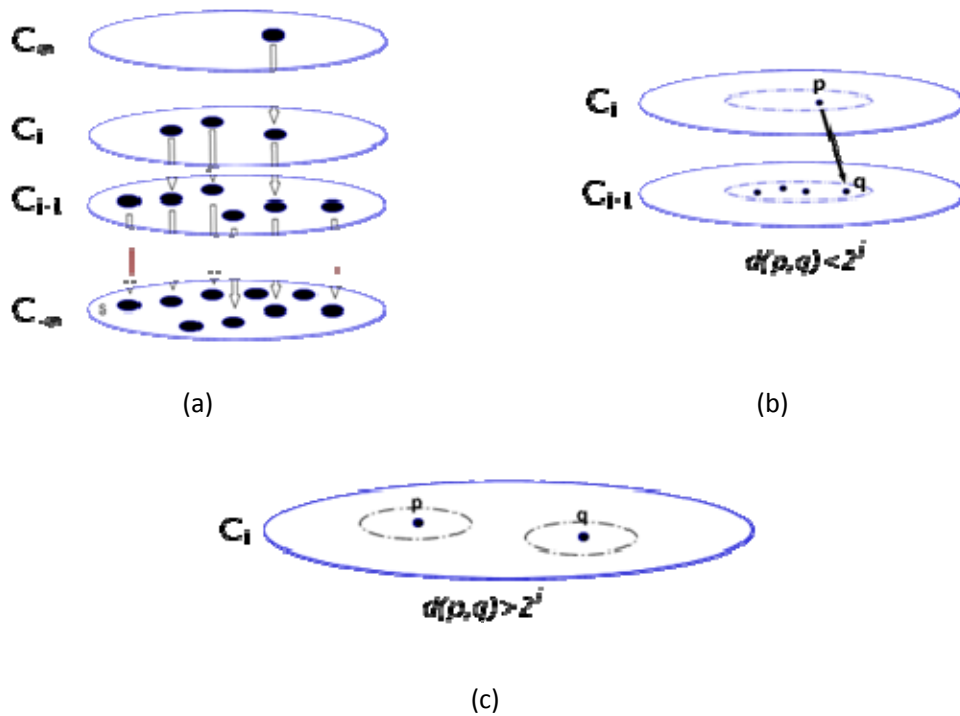 C∞
Cᵢ
Cᵢ₋₁
C₋∞
s
(a)
Cᵢ
p
Cᵢ₋₁
q
d(p,q)<2ⁱ
(b)
Cᵢ
p
q
d(p,q)>2ⁱ
(c)